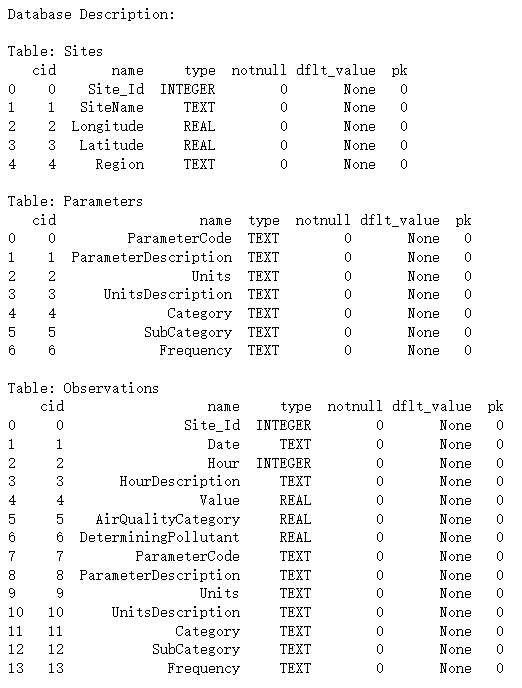 Database Description:
Table: Sites
cid name type notnull dflt_value pk
0 0 Site_Id INTEGER 0 None 0
1 1 SiteName TEXT 0 None 0
2 2 Longitude REAL 0 None 0
3 3 Latitude REAL 0 None 0
4 4 Region TEXT 0 None 0
Table: Parameters
cid name type notnull dflt_value pk
0 0 ParameterCode TEXT 0 None 0
1 1 ParameterDescription TEXT 0 None 0
2 2 Units TEXT 0 None 0
3 3 UnitsDescription TEXT 0 None 0
4 4 Category TEXT 0 None 0
5 5 SubCategory TEXT 0 None 0
6 6 Frequency TEXT 0 None 0
Table: Observations
cid name type notnull dflt_value pk
0 0 Site_Id INTEGER 0 None 0
1 1 Date TEXT 0 None 0
2 2 Hour INTEGER 0 None 0
3 3 HourDescription TEXT 0 None 0
4 4 Value REAL 0 None 0
5 5 AirQualityCategory REAL 0 None 0
6 6 DeterminingPollutant REAL 0 None 0
7 7 ParameterCode TEXT 0 None 0
8 8 ParameterDescription TEXT 0 None 0
9 9 Units TEXT 0 None 0
10 10 UnitsDescription TEXT 0 None 0
11 11 Category TEXT 0 None 0
12 12 SubCategory TEXT 0 None 0
13 13 Frequency TEXT 0 None 0